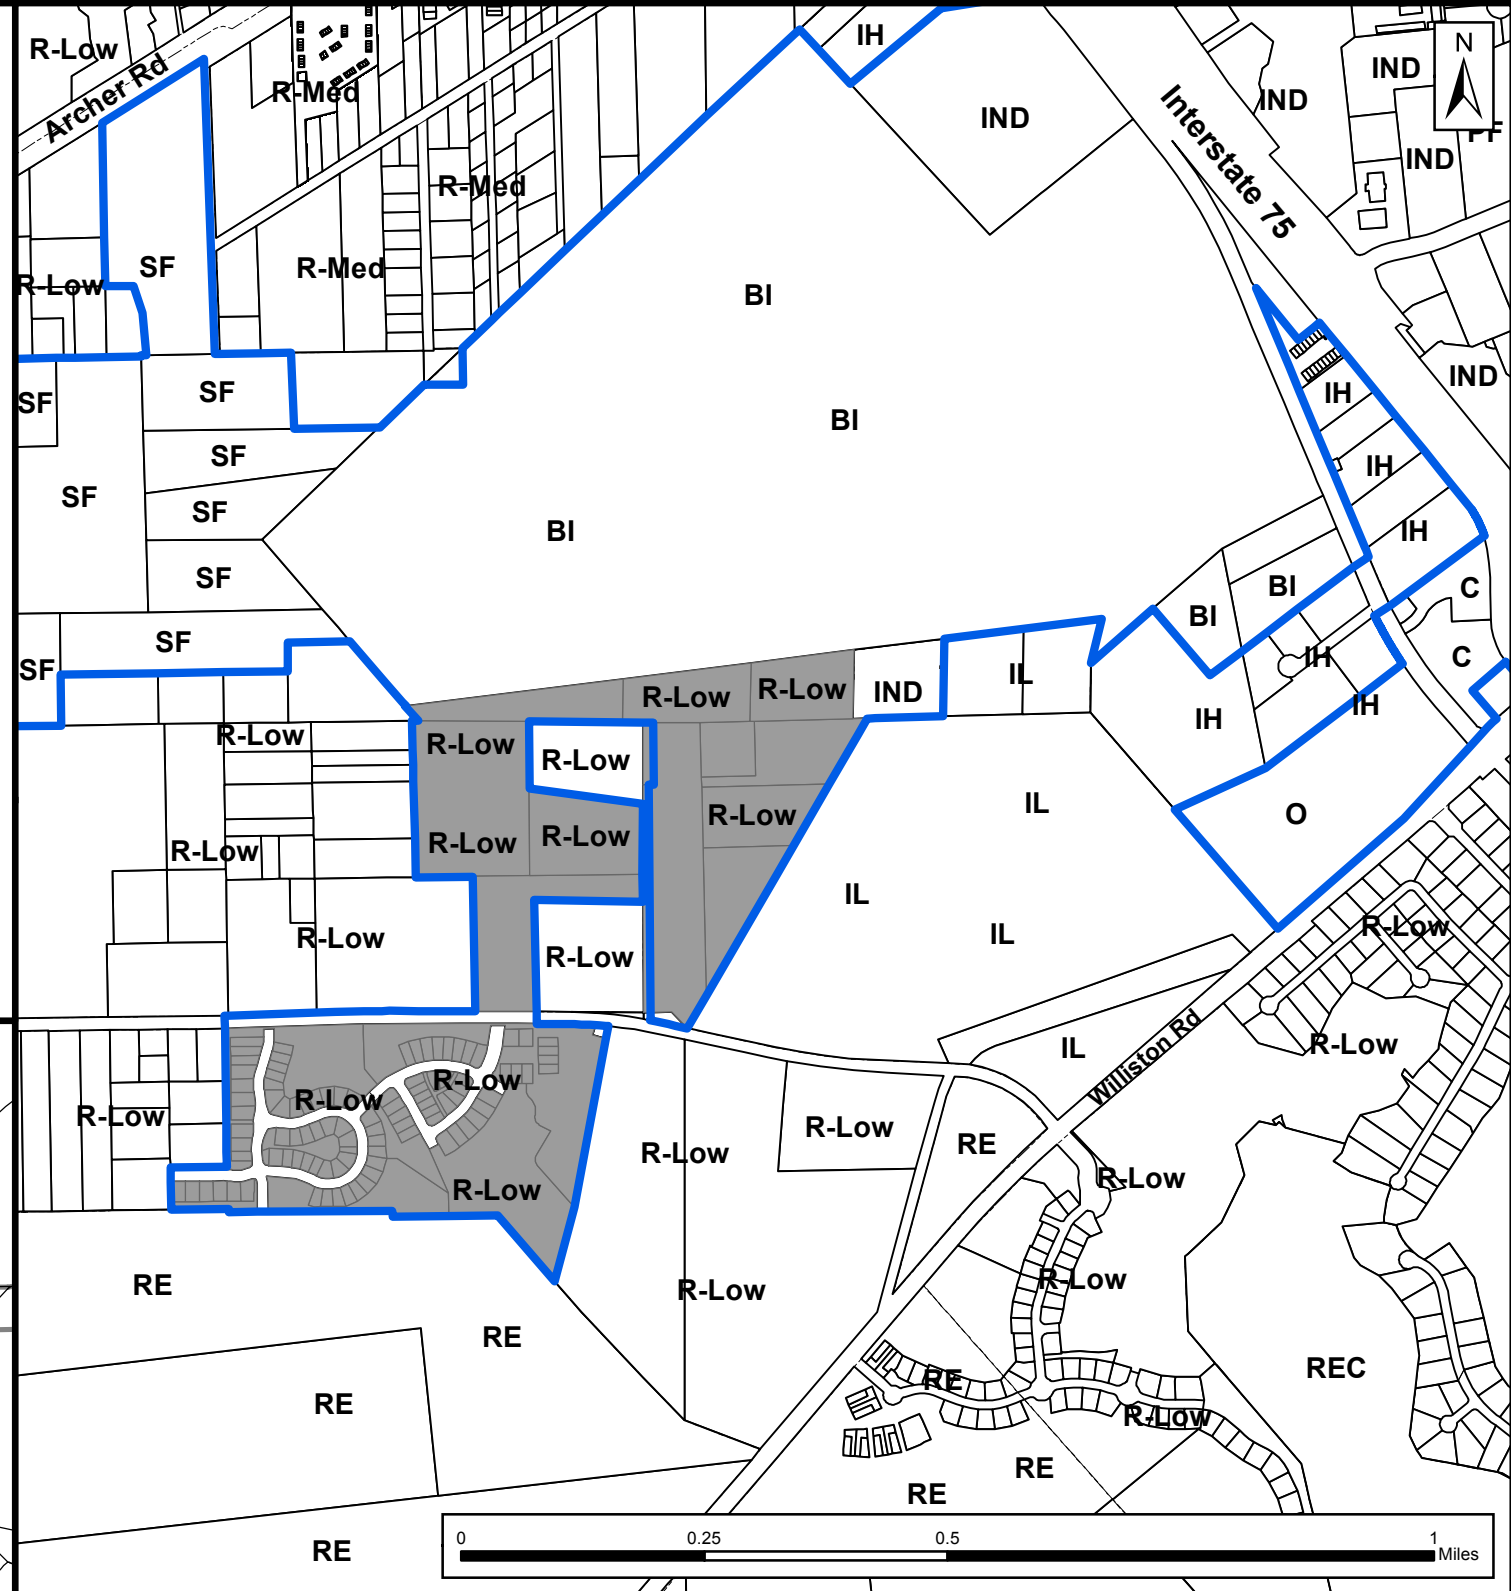 IH
R-Low
N
IND
Archer Rd
R-Med
IND
IND
Interstate 75
PF
IND
R-Med
SF
R-Med
R-Low
BI
IND
SF
SF
IH
BI
SF
IH
SF
SF
BI
IH
SF
BI
C
BI
SF
SF
IH
C
IL
R-Low
R-Low
IND
IH
IH
R-Low
R-Low
R-Low
IL
O
R-Low
R-Low
R-Low
R-Low
IL
R-Low
R-Low
IL
R-Low
Williston Rd
IL
R-Low
R-Low
R-Low
R-Low
R-Low
RE
R-Low
R-Low
R-Low
R-Low
RE
R-Low
RE
REC
RE
RE
R-Low
RE
RE
RE
0 0.25 0.5 1
Miles